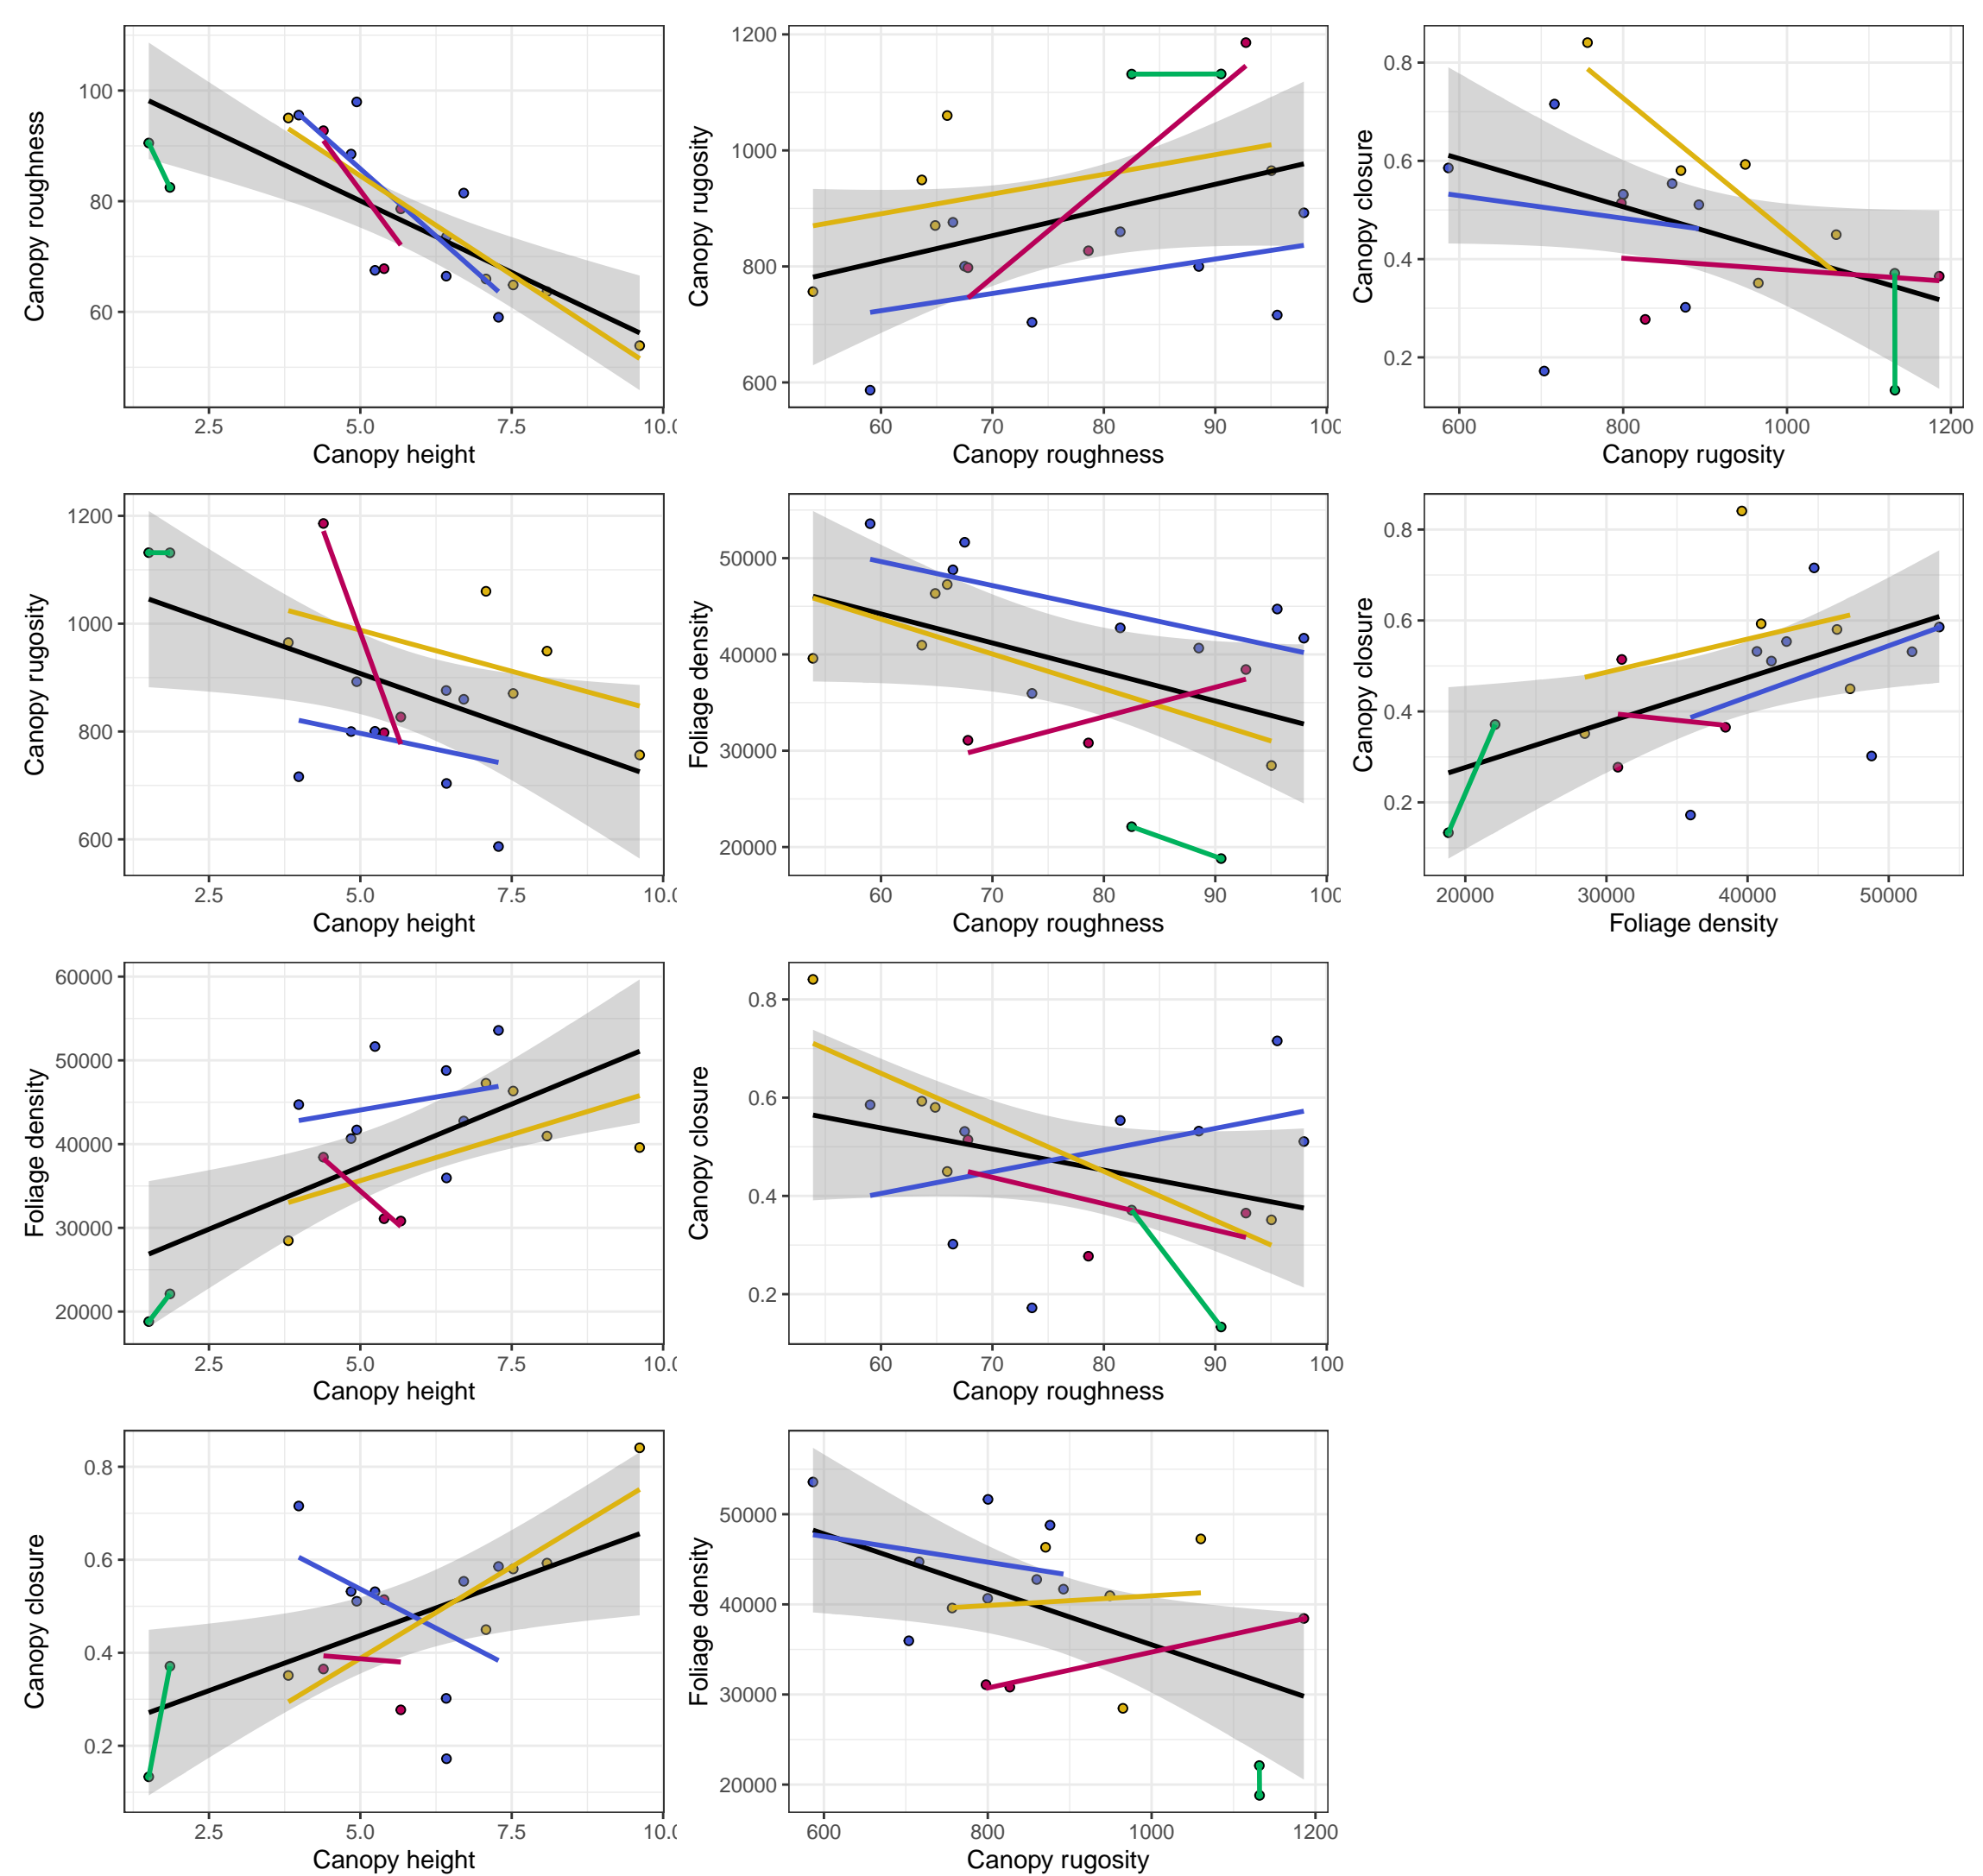 Canopy roughness
100
80
60
2.5 5.0 7.5 10.0
Canopy height
Canopy rugosity
1200
1000
800
600
60 70 80 90 100
Canopy roughness
Canopy closure
0.8
0.6
0.4
0.2
600 800 1000 1200
Canopy rugosity
Canopy rugosity
1200
1000
800
600
2.5 5.0 7.5 10.0
Canopy height
Foliage density
50000
40000
30000
20000
60 70 80 90 100
Canopy roughness
Canopy closure
0.8
0.6
0.4
0.2
20000 30000 40000 50000
Foliage density
Foliage density
60000
50000
40000
30000
20000
2.5 5.0 7.5 10.0
Canopy height
Canopy closure
0.8
0.6
0.4
0.2
60 70 80 90 100
Canopy roughness
Canopy closure
0.8
0.6
0.4
0.2
2.5 5.0 7.5 10.0
Canopy height
Foliage density
50000
40000
30000
20000
600 800 1000 1200
Canopy rugosity